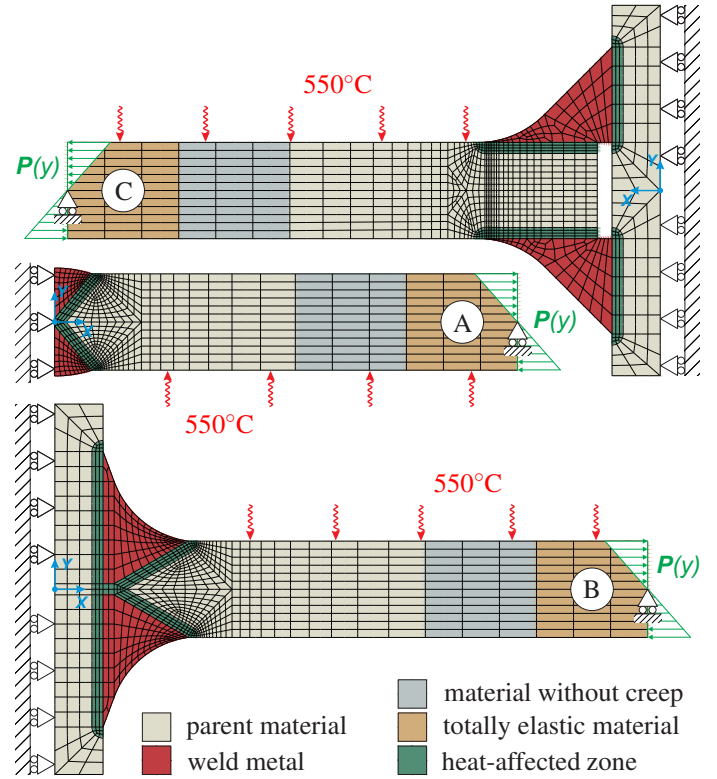 550°C
P(y)
C
Y
X
Y
X
A
P(y)
550°C
550°C
Y
X
B
P(y)
material without creep
parent material
totally elastic material
weld metal
heat-affected zone